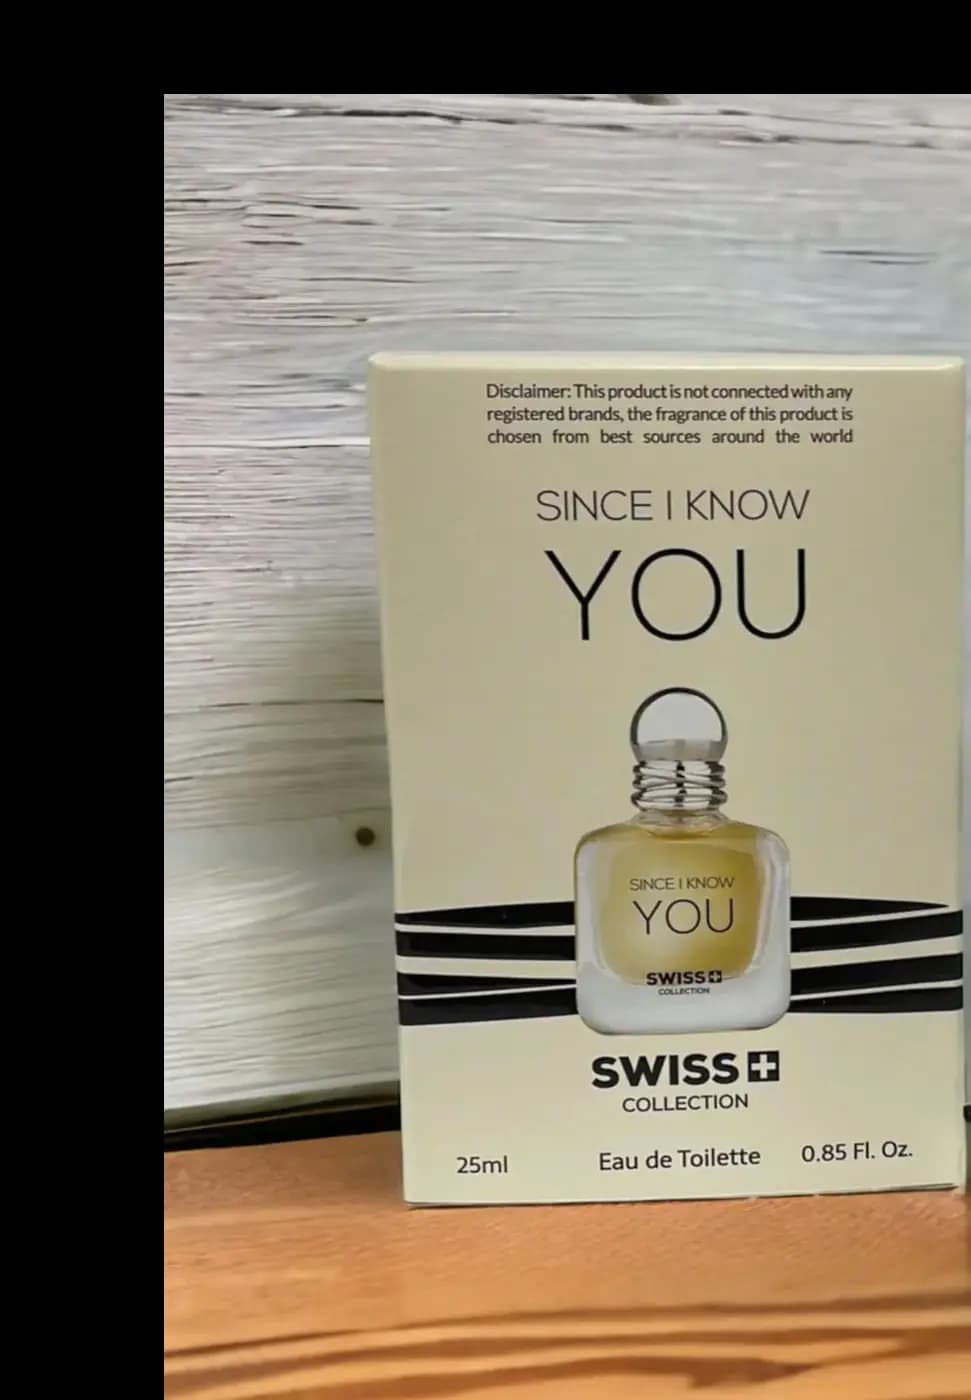 Disclaimer: This product is not connected with any
registered brands, the fragrance of this product is
chosen from best sources around the world
SINCE I KNOW
YOU
SINCE I KNOW
YOU
SWISS
COLLECTION
SWISS
COLLECTION
25ml Eau de Toilette 0.85 Fl. Oz.